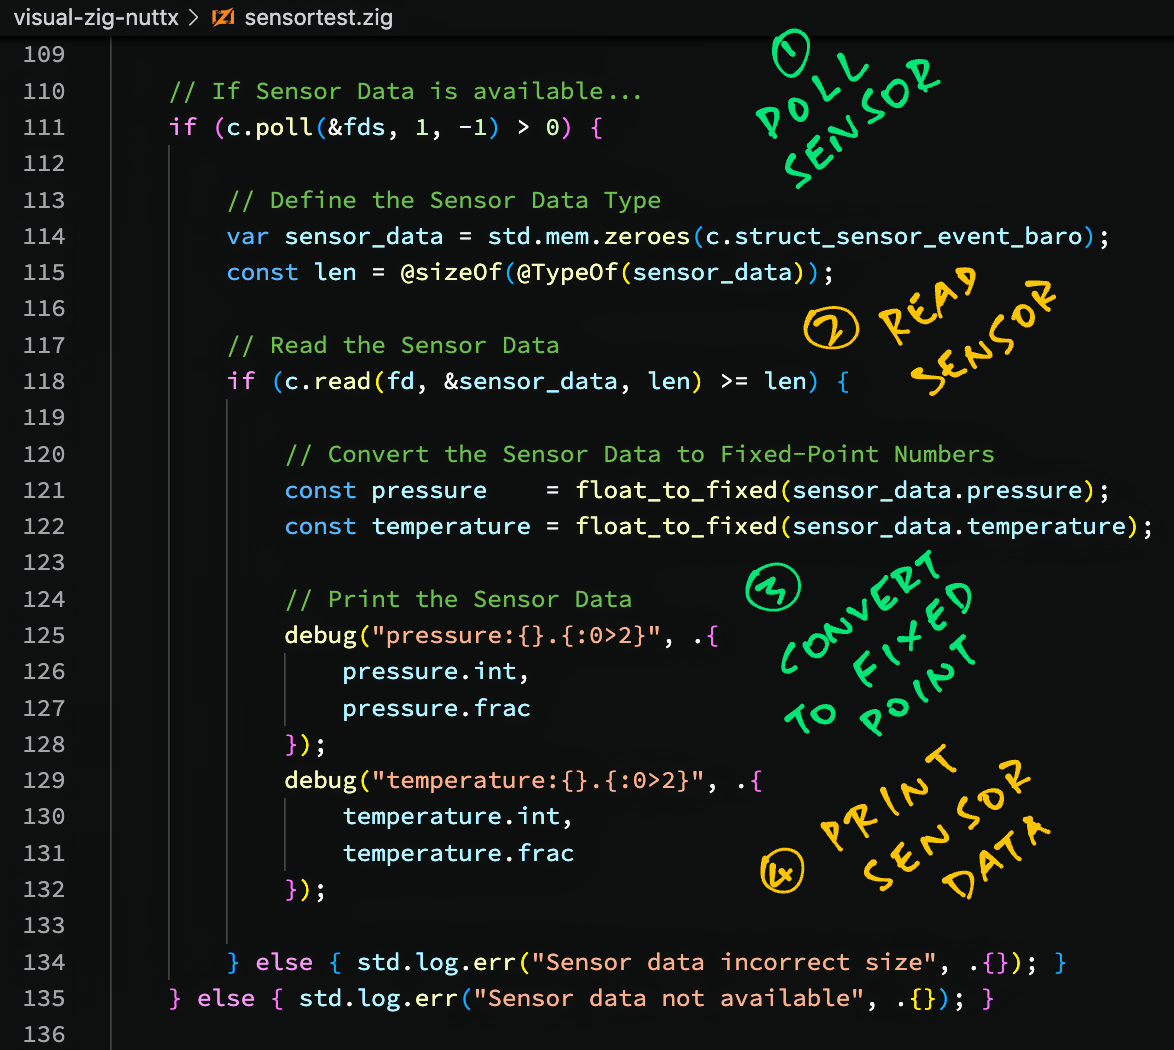 visual-zig-nuttx > sensortest.zig
109
110 // If Sensor Data is available...
111 if (c.poll(&fds, 1, -1) > 0) {
112
113 // Define the Sensor Data Type
114 var sensor_data = std.mem.zeroes(c.struct_sensor_event_baro);
115 const len = @sizeOf(@TypeOf(sensor_data));
116
117 // Read the Sensor Data
118 if (c.read(fd, &sensor_data, len) >= len) {
119
120 // Convert the Sensor Data to Fixed-Point Numbers
121 const pressure    = float_to_fixed(sensor_data.pressure);
122 const temperature = float_to_fixed(sensor_data.temperature);
123
124 // Print the Sensor Data
125 debug("pressure:{}.{:0>2}", .{
126 pressure.int,
127 pressure.frac
128 });
129 debug("temperature:{}.{:0>2}", .{
130 temperature.int,
131 temperature.frac
132 });
133
134 } else { std.log.err("Sensor data incorrect size", .{}); }
135 } else { std.log.err("Sensor data not available", .{}); }
136
1
POLL
SENSOR
2 READ
SENSOR
3
CONVERT
TO FIXED
POINT
4
PRINT
SENSOR
DATA